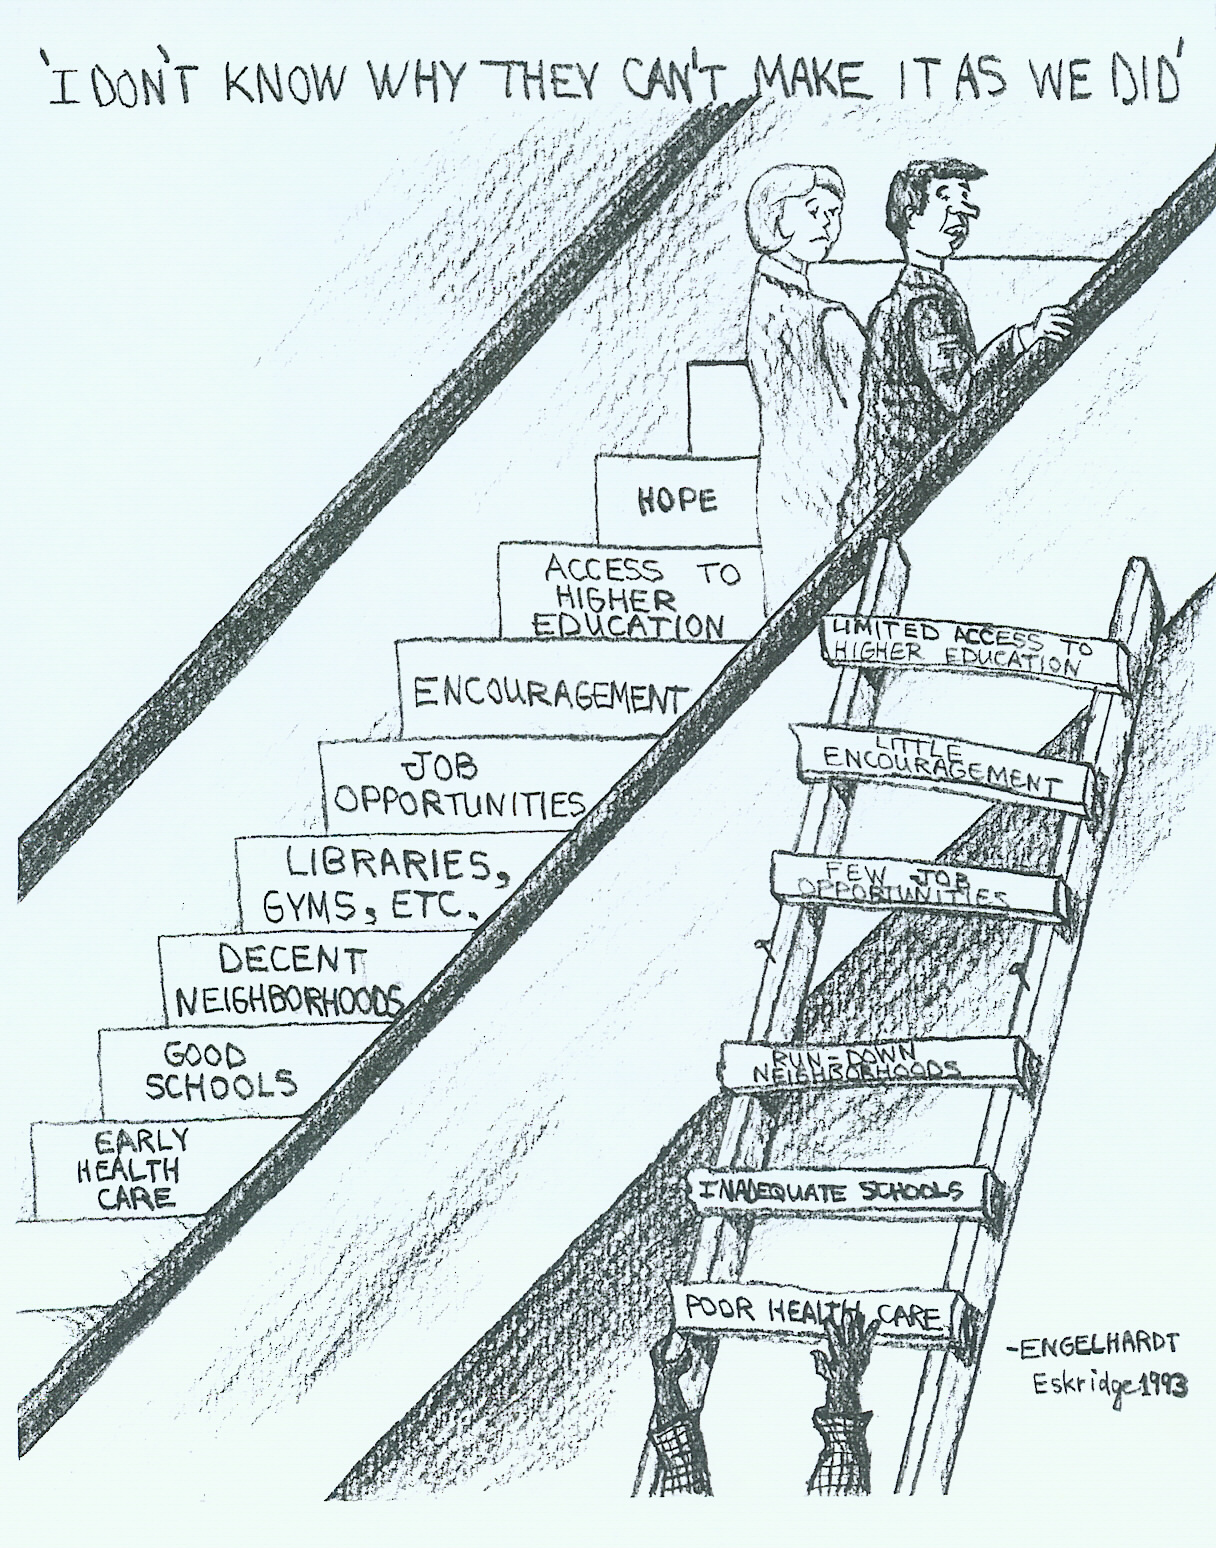 'I DON'T KNOW WHY THEY CAN'T MAKE IT AS WE DID'
HOPE
ACCESS TO
HIGHER
EDUCATION
ENCOURAGEMENT
JOB
OPPORTUNITIES
LIBRARIES,
GYMS, ETC.
DECENT
NEIGHBORHOODS
GOOD
SCHOOLS
EARLY
HEALTH
CARE
LIMITED ACCESS TO
HIGHER EDUCATION
LITTLE
ENCOURAGEMENT
FEW JOB
OPPORTUNITIES
RUN-DOWN
NEIGHBORHOODS
INADEQUATE SCHOOLS
POOR HEALTH CARE
-ENGELHARDT
Eskridge 1993